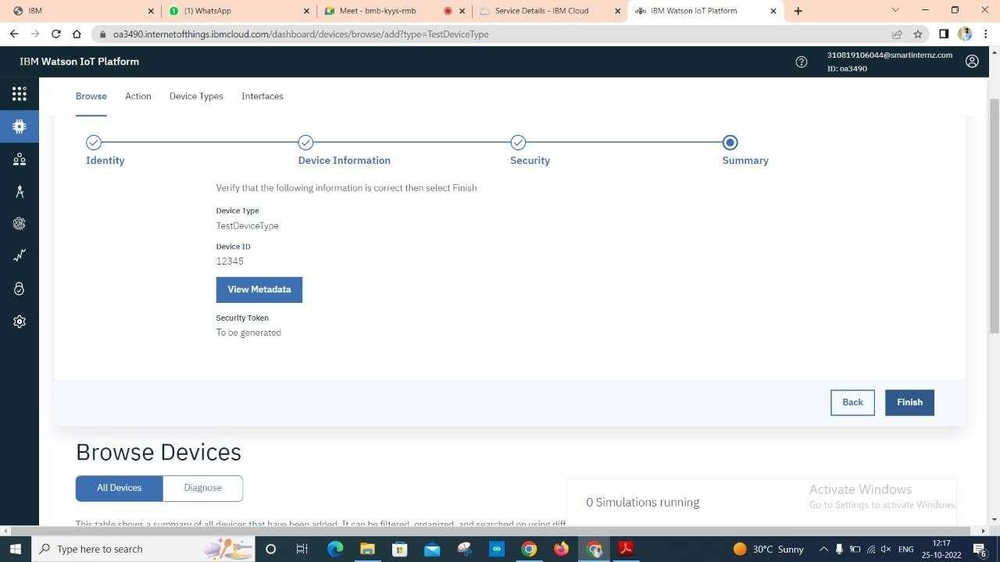 IBM
(1) WhatsApp
Meet - bmb-kyys-rmb
Service Details - IBM Cloud
IBM Watson IoT Platform
oa3490.internetofthings.ibmcloud.com/dashboard/devices/browse/add?type=TestDeviceType
IBM Watson IoT Platform
310819106044@smartinternz.com
ID: oa3490
Browse
Action
Device Types
Interfaces
Identity
Device Information
Security
Summary
Verify that the following information is correct then select Finish
Device Type
TestDeviceType
Device ID
12345
View Metadata
Security Token
To be generated
Back
Finish
Browse Devices
All Devices
Diagnose
0 Simulations running
Activate Windows
Go to Settings to activate Windows.
This table shows a summary of all devices that have been added. It can be filtered, organized, and searched on using diff
Type here to search
30°C Sunny
ENG
12:17
25-10-2022
6